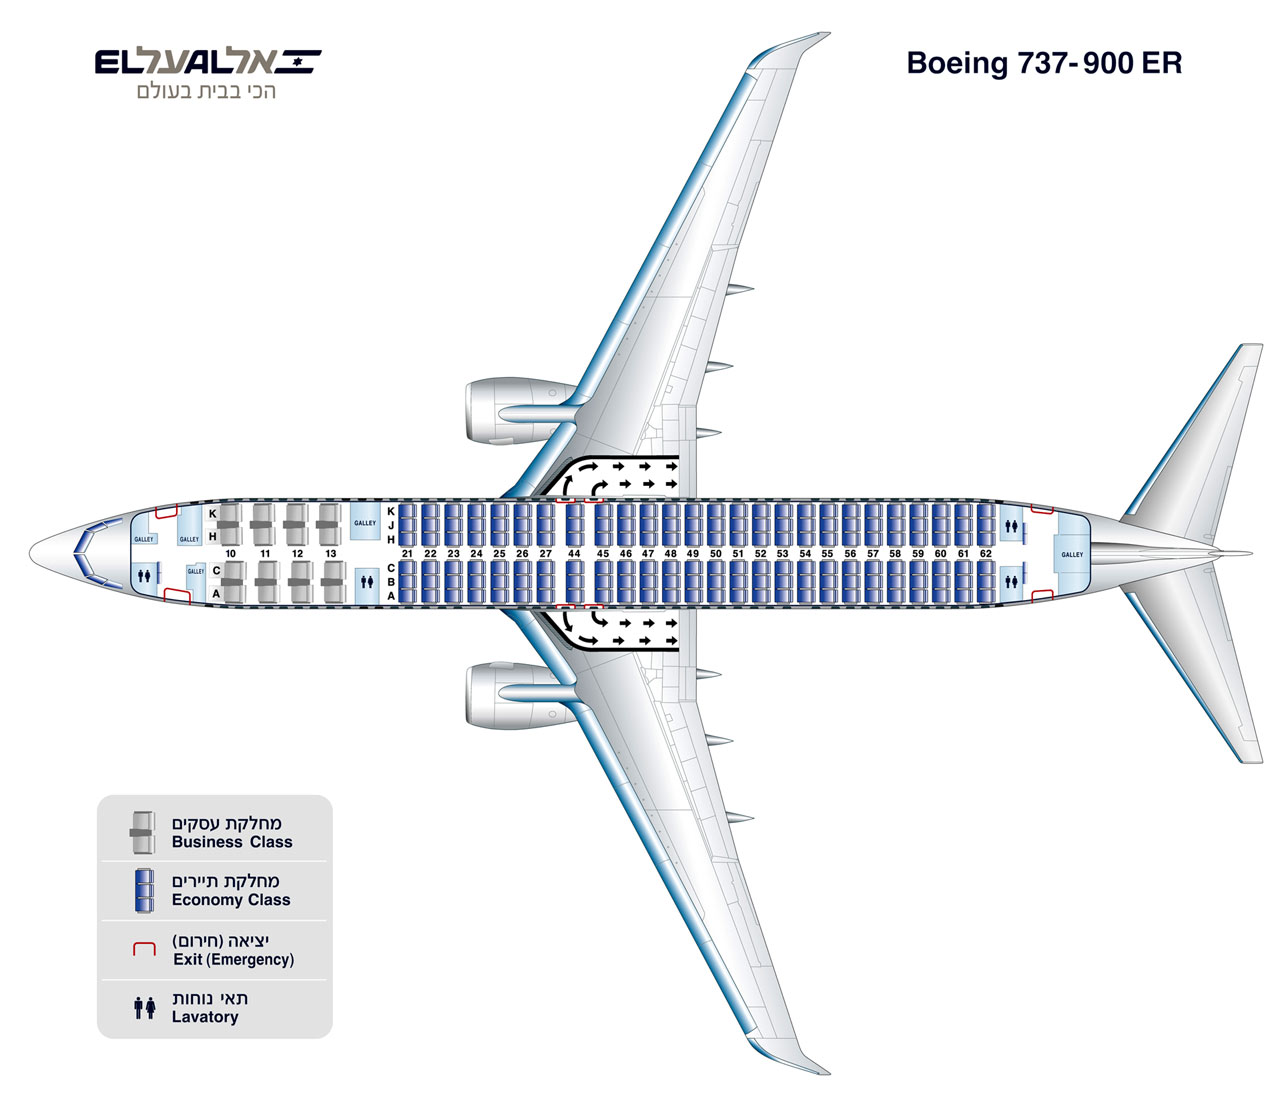 ELעלALאל
הכי בבית בעולם
Boeing 737-900 ER
GALLEY
GALLEY
GALLEY
GALLEY
GALLEY
K
H
10 11 12 13
C
A
K
J
H
21 22 23 24 25 26 27 44 45 46 47 48 49 50 51 52 53 54 55 56 57 58 59 60 61 62
C
B
A
מחלקת עסקים
Business Class
מחלקת תיירים
Economy Class
יציאה (חירום)
Exit (Emergency)
תאי נוחות
Lavatory